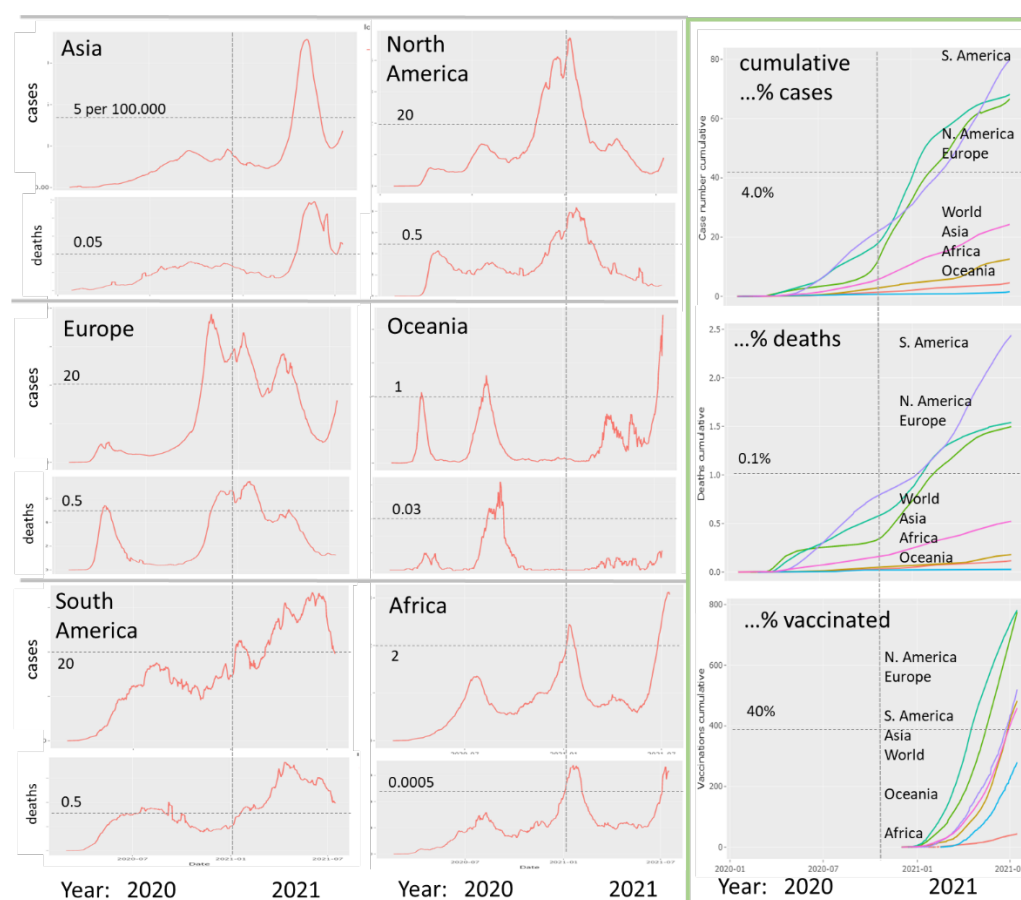 Asia
cases
5 per 100.000
0.00
deaths
0.05
North
America
20
0.5
Europe
cases
20
deaths
0.5
Oceania
1
0.03
South
America
cases
20
deaths
0.5
2020-07
2021-01
2021-07
Date
Africa
2
0.0005
2020-07
2021-01
2021-07
Year: 2020 2021
Year: 2020 2021
cumulative
...% cases
S. America
N. America
Europe
4.0%
World
Asia
Africa
Oceania
Case number cumulative
80
60
40
20
0
...% deaths
S. America
N. America
Europe
0.1%
World
Asia
Africa
Oceania
Deaths cumulative
2.5
2.0
1.5
1.0
0.5
0.0
...% vaccinated
N. America
Europe
40%
S. America
Asia
World
Oceania
Africa
Vaccinations cumulative
800
600
400
200
0
2020-01
2020-07
2021-01
Year: 2020 2021